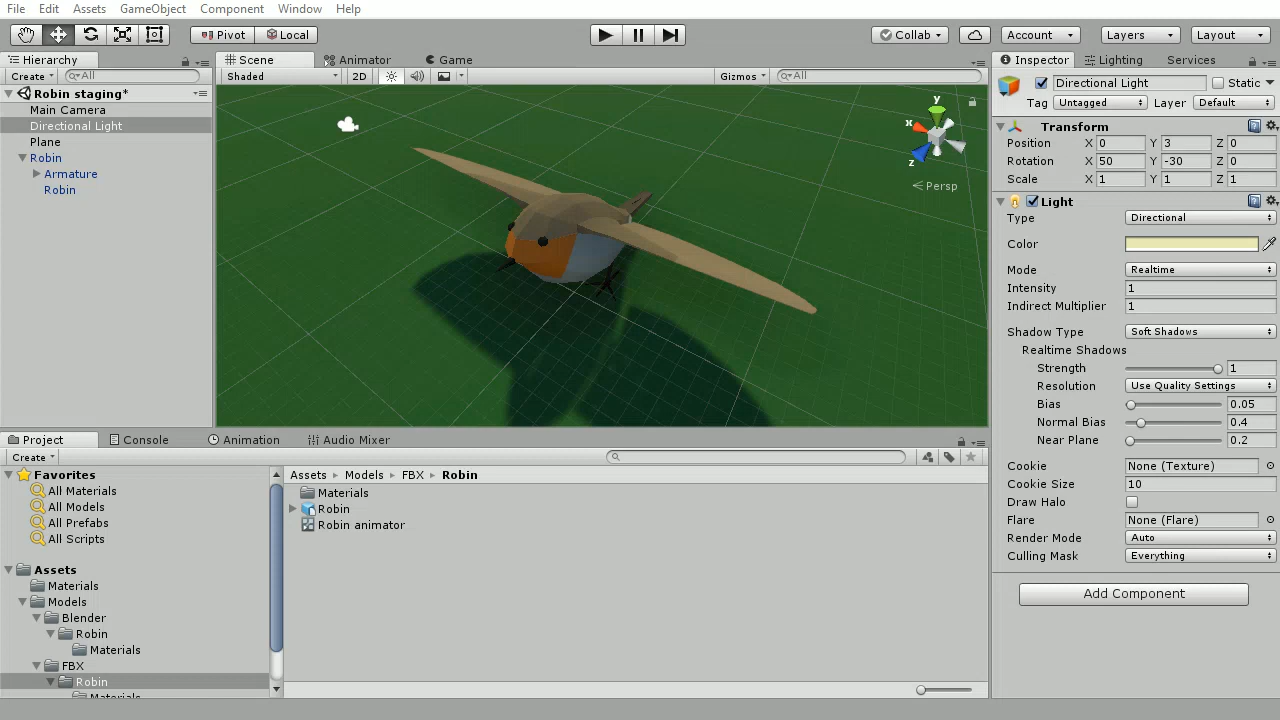 File Edit Assets GameObject Component Window Help
Pivot Local Collab Account Layers Layout
Hierarchy
Create All
Robin staging*
Main Camera
Directional Light
Plane
Robin
Armature
Robin
Scene Animator Game
Shaded 2D Gizmos All
y
x
z
Persp
Inspector Lighting Services
Directional Light Static
Tag Untagged Layer Default
Transform
Position X 0 Y 3 Z 0
Rotation X 50 Y -30 Z 0
Scale X 1 Y 1 Z 1
Light
Type Directional
Color
Mode Realtime
Intensity 1
Indirect Multiplier 1
Shadow Type Soft Shadows
Realtime Shadows
Strength 1
Resolution Use Quality Settings
Bias 0.05
Normal Bias 0.4
Near Plane 0.2
Cookie None (Texture)
Cookie Size 10
Draw Halo
Flare None (Flare)
Render Mode Auto
Culling Mask Everything
Add Component
Project Console Animation Audio Mixer
Create
Favorites
All Materials
All Models
All Prefabs
All Scripts
Assets
Materials
Models
Blender
Robin
Materials
FBX
Robin
Materials
Assets Models FBX Robin
Materials
Robin
Robin animator